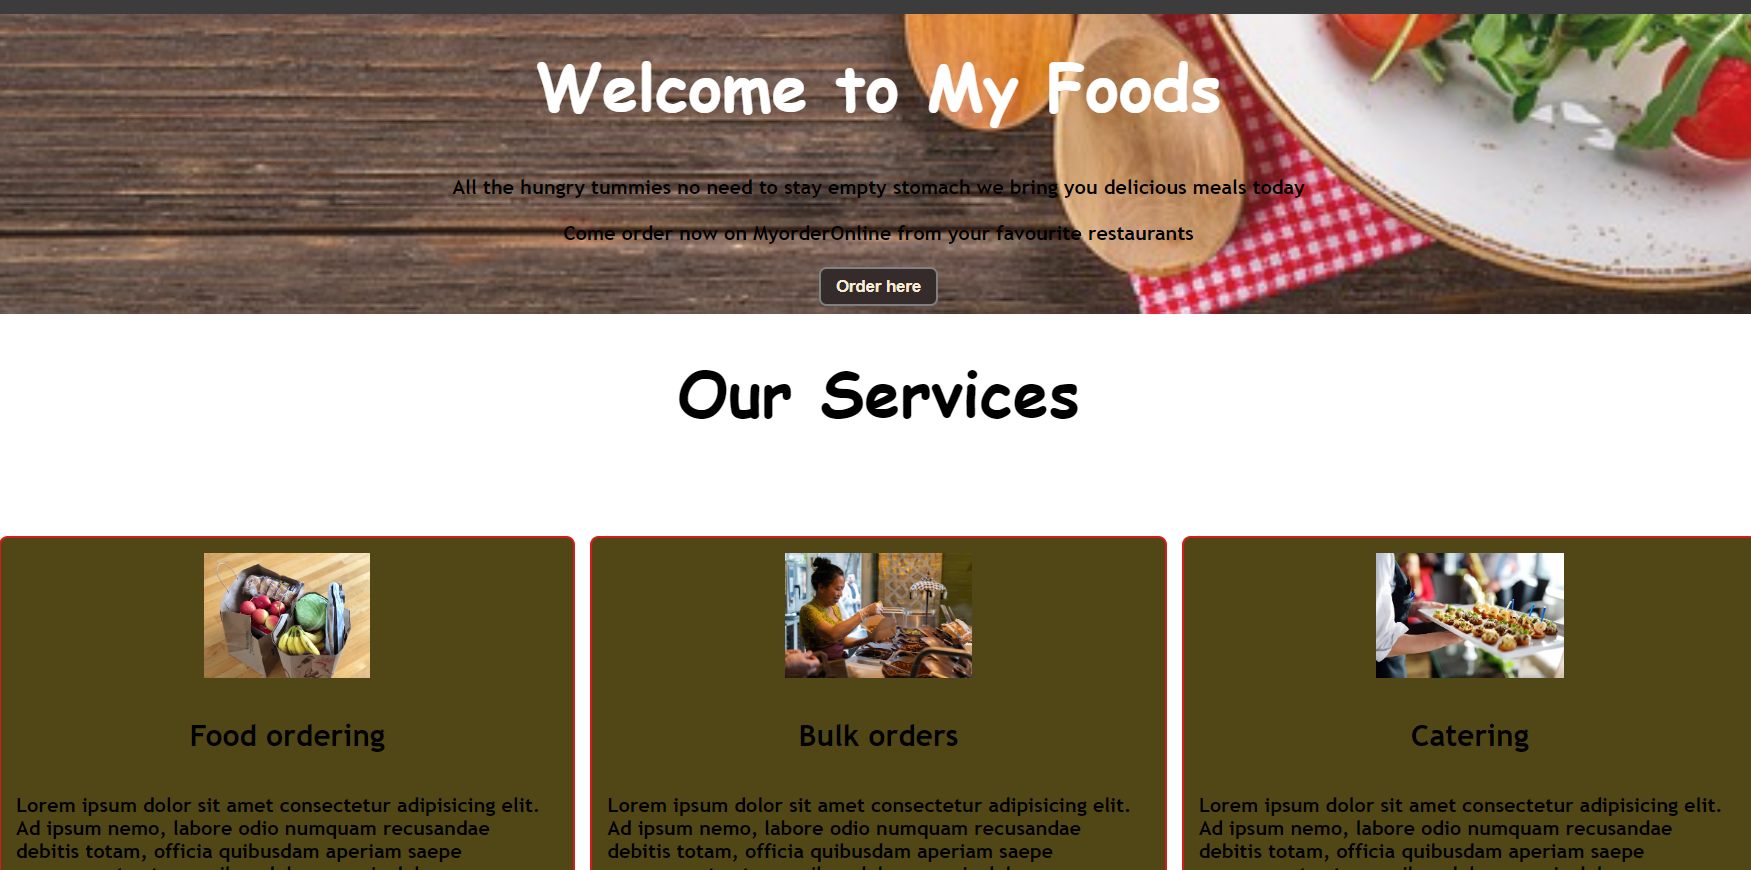 Welcome to My Foods
All the hungry tummies no need to stay empty stomach we bring you delicious meals today
Come order now on MyorderOnline from your favourite restaurants
Order here
Our Services
Food ordering
Lorem ipsum dolor sit amet consectetur adipisicing elit.
Ad ipsum nemo, labore odio numquam recusandae
debitis totam, officia quibusdam aperiam saepe
Bulk orders
Lorem ipsum dolor sit amet consectetur adipisicing elit.
Ad ipsum nemo, labore odio numquam recusandae
debitis totam, officia quibusdam aperiam saepe
Catering
Lorem ipsum dolor sit amet consectetur adipisicing elit.
Ad ipsum nemo, labore odio numquam recusandae
debitis totam, officia quibusdam aperiam saepe